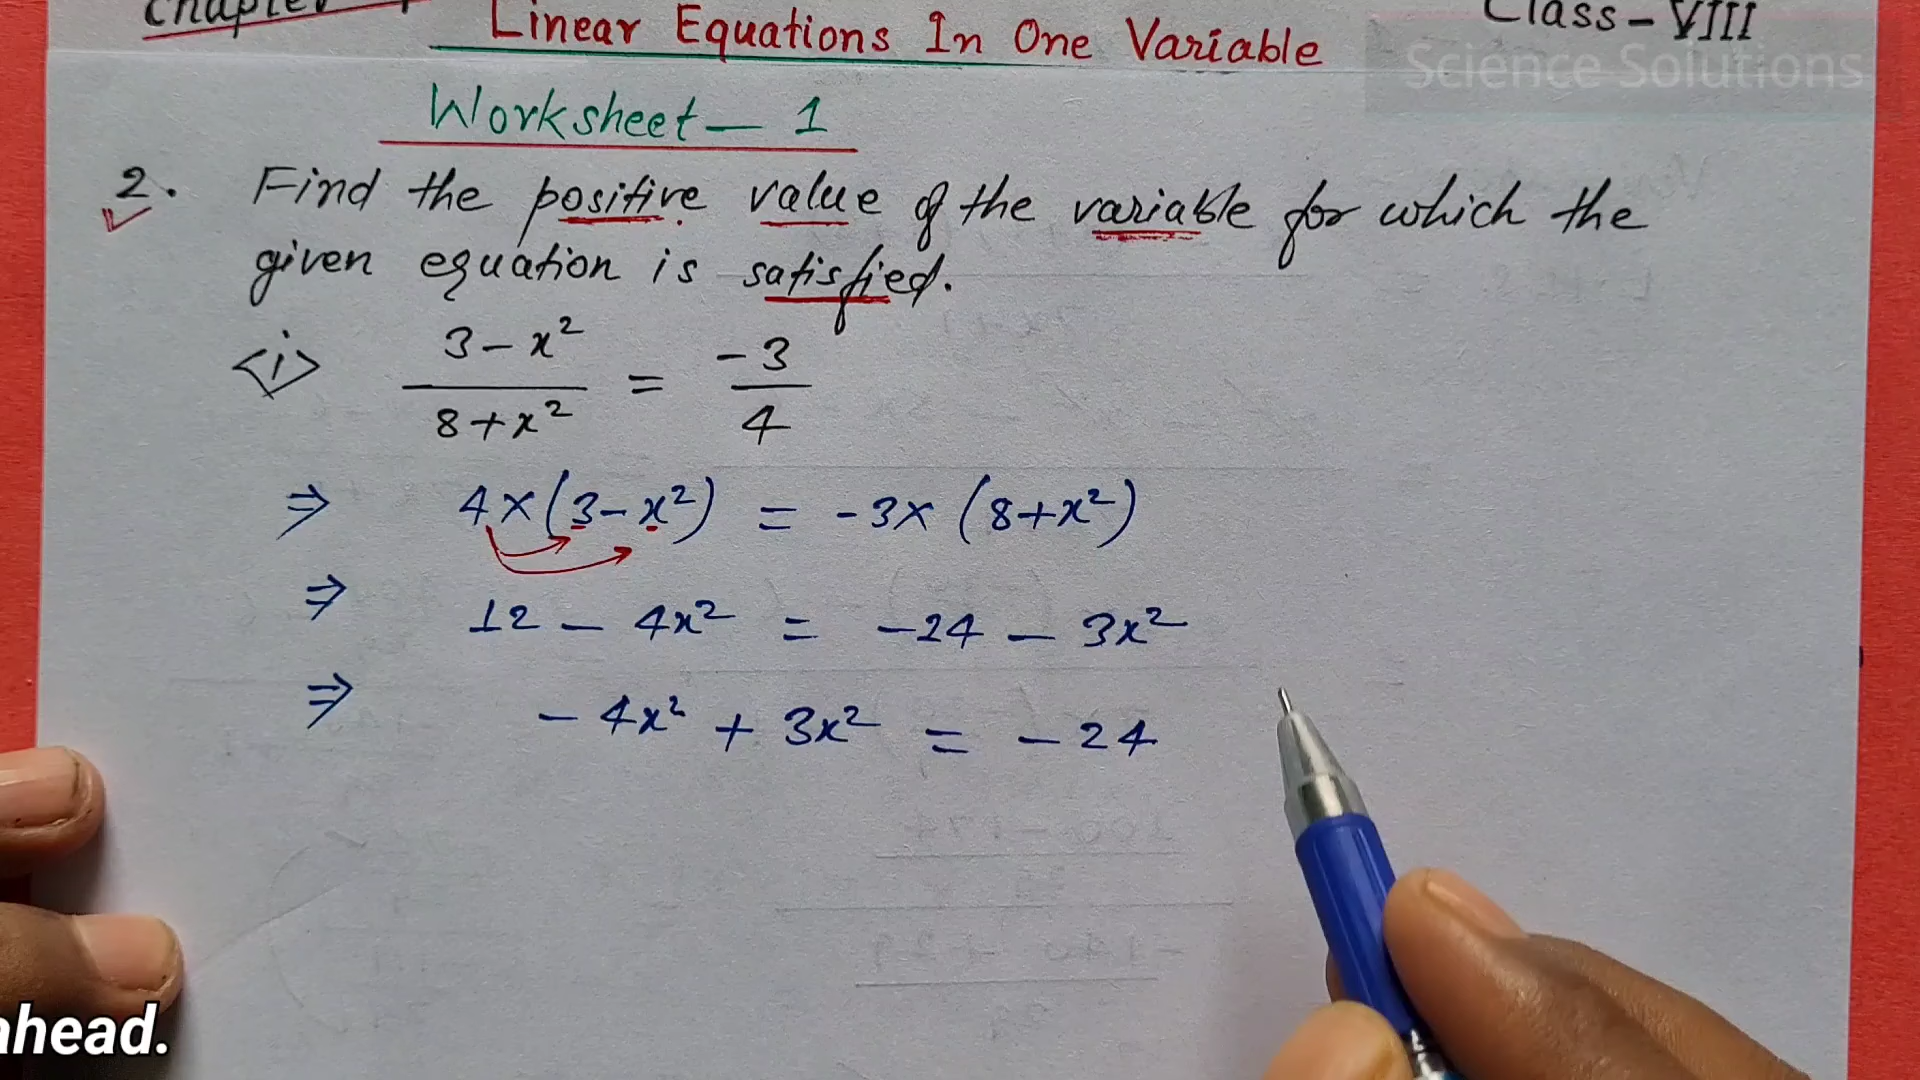 Chapter
Linear Equations In One Variable
Class - VIII
Science Solutions
Worksheet - 1
2. Find the positive value of the variable for which the
given equation is satisfied.
<i> (3 - x²)/(8 + x²) = -3/4
⇒ 4 × (3 - x²) = -3 × (8 + x²)
⇒ 12 - 4x² = -24 - 3x²
⇒ - 4x² + 3x² = - 24
ahead.